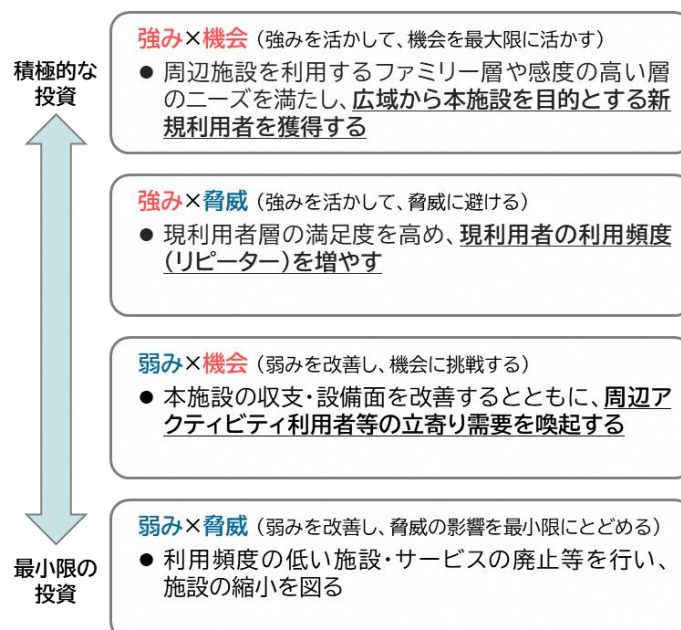 積極的な
投資
強み×機会（強みを活かして、機会を最大限に活かす）
● 周辺施設を利用するファミリー層や感度の高い層
のニーズを満たし、広域から本施設を目的とする新
規利用者を獲得する
強み×脅威（強みを活かして、脅威に避ける）
● 現利用者層の満足度を高め、現利用者の利用頻度
（リピーター）を増やす
弱み×機会（弱みを改善し、機会に挑戦する）
● 本施設の収支・設備面を改善するとともに、周辺ア
クティビティ利用者等の立寄り需要を喚起する
弱み×脅威（弱みを改善し、脅威の影響を最小限にとどめる）
● 利用頻度の低い施設・サービスの廃止等を行い、
施設の縮小を図る
最小限の
投資